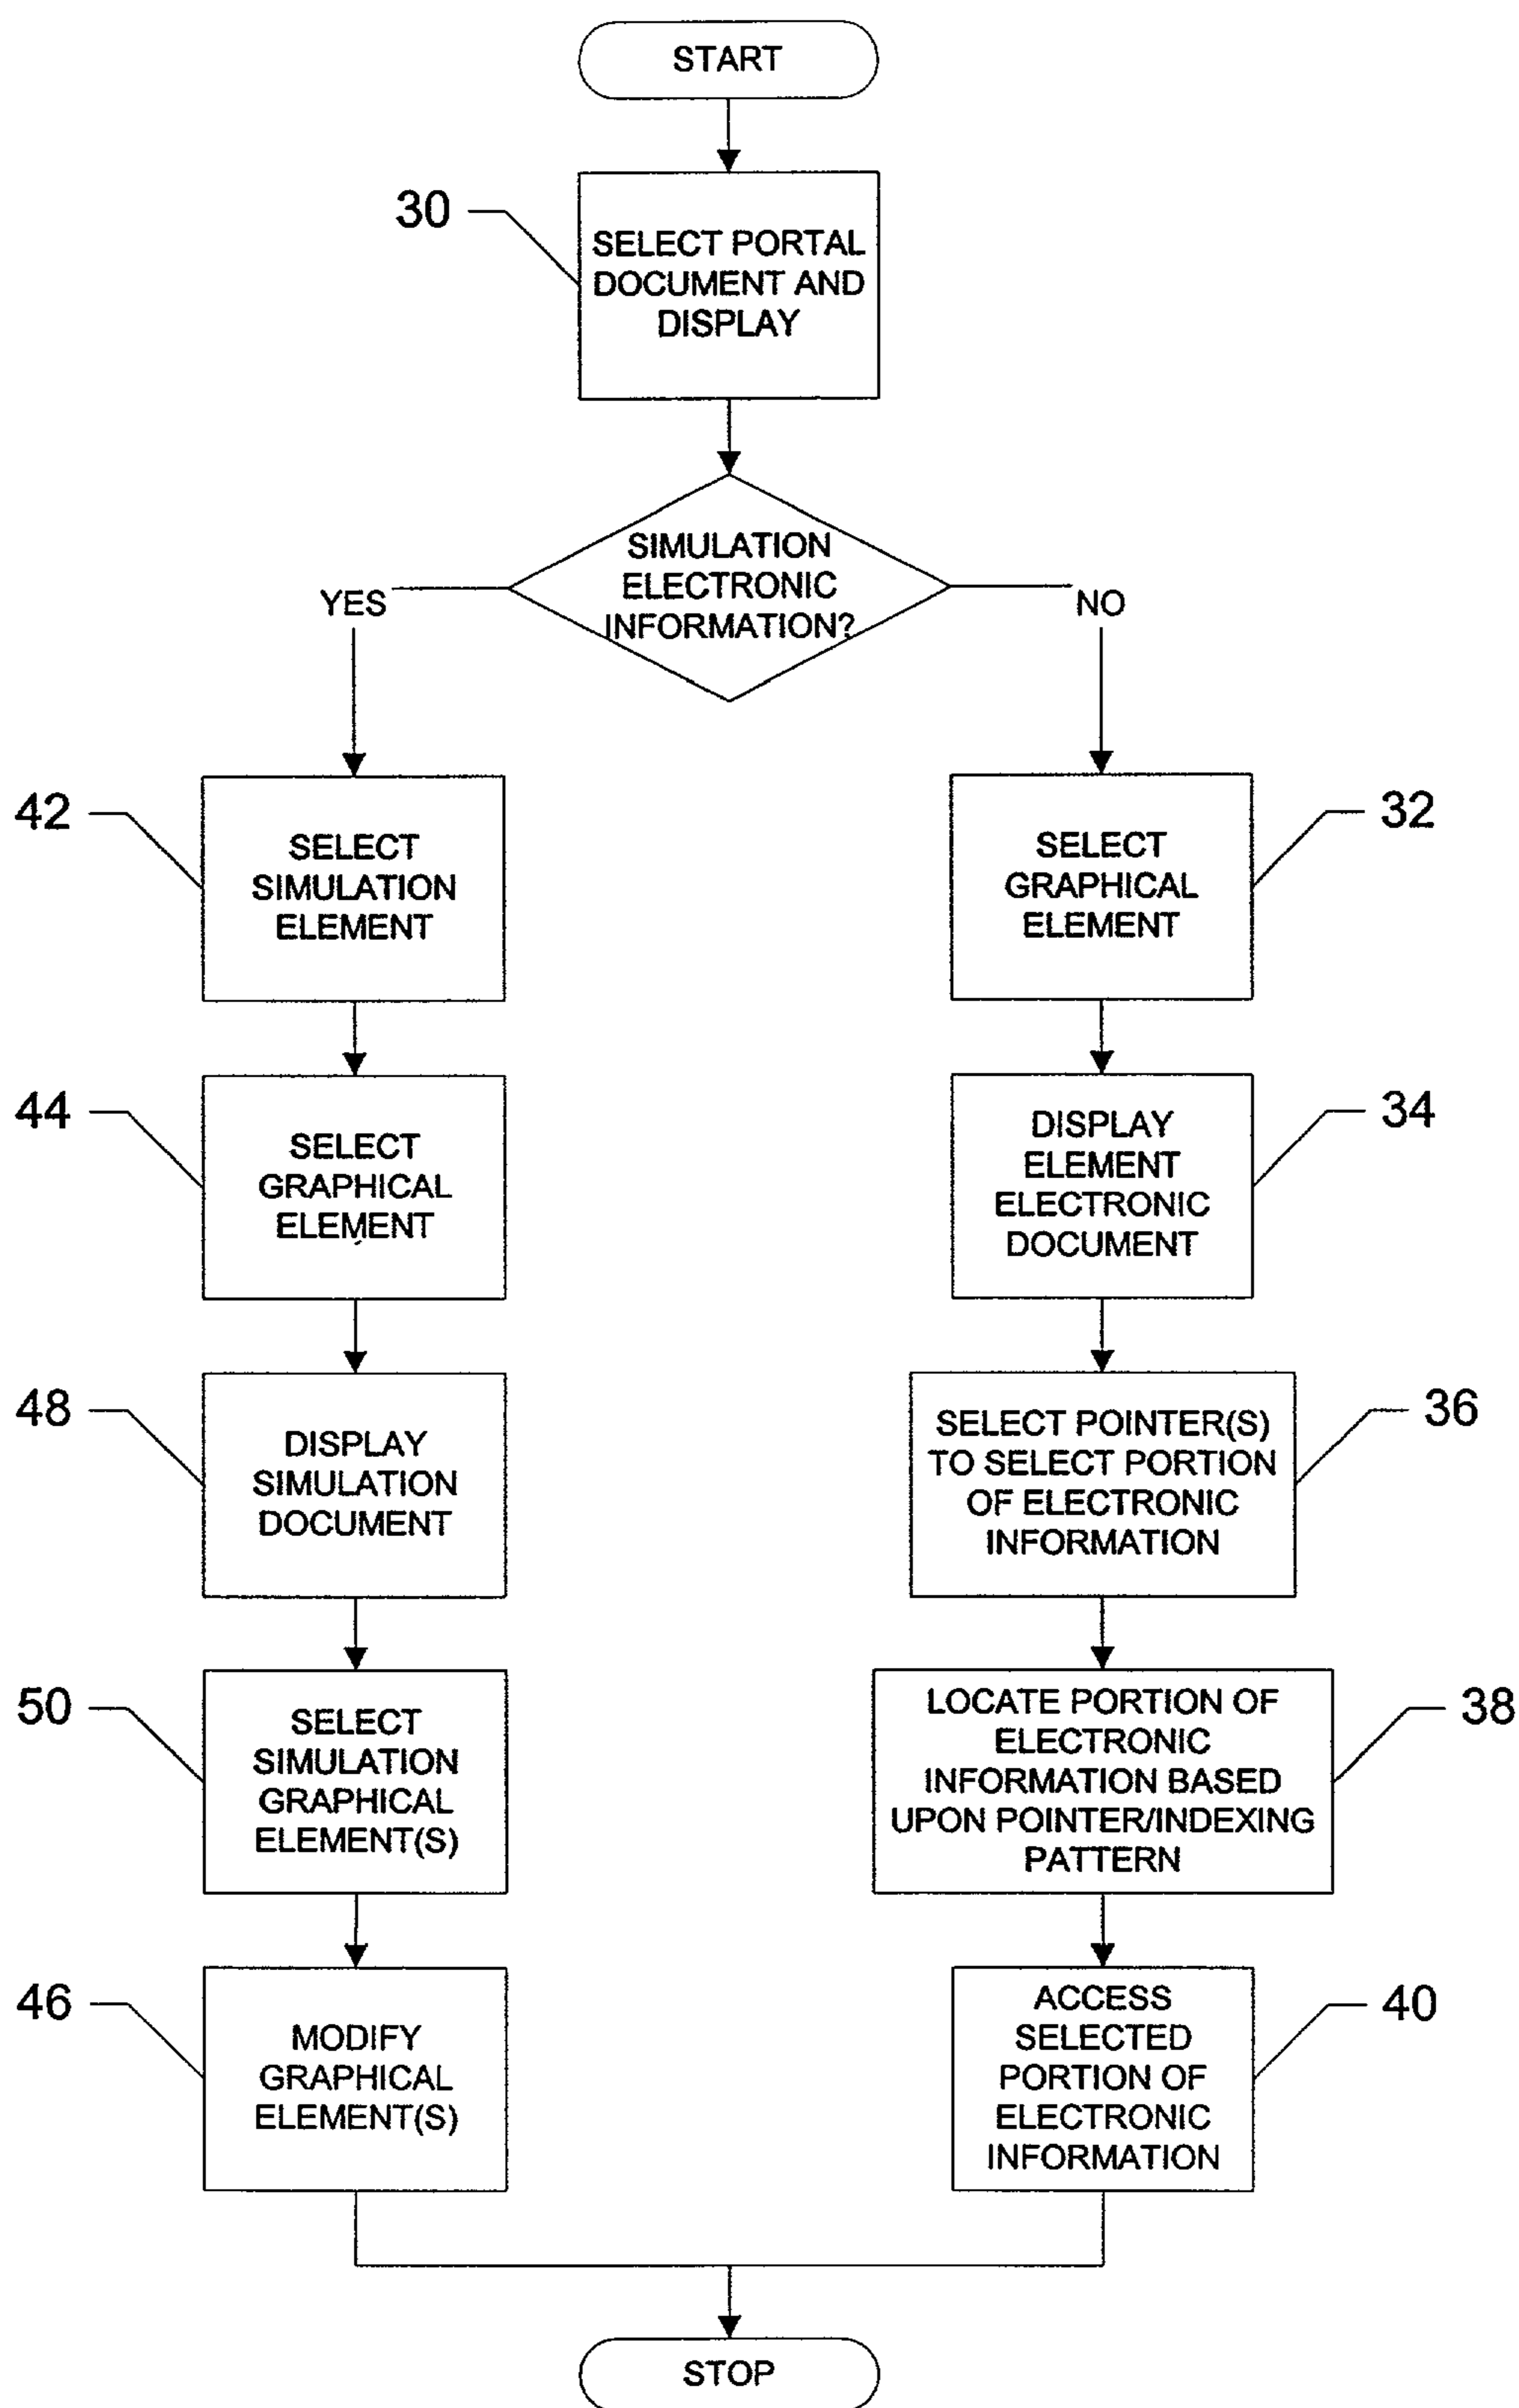 START
30
SELECT PORTAL
DOCUMENT AND
DISPLAY
SIMULATION
ELECTRONIC
INFORMATION?
YES
NO
42
SELECT
SIMULATION
ELEMENT
44
SELECT
GRAPHICAL
ELEMENT
48
DISPLAY
SIMULATION
DOCUMENT
50
SELECT
SIMULATION
GRAPHICAL
ELEMENT(S)
46
MODIFY
GRAPHICAL
ELEMENT(S)
32
SELECT
GRAPHICAL
ELEMENT
34
DISPLAY
ELEMENT
ELECTRONIC
DOCUMENT
36
SELECT POINTER(S)
TO SELECT PORTION
OF ELECTRONIC
INFORMATION
38
LOCATE PORTION OF
ELECTRONIC
INFORMATION BASED
UPON POINTER/INDEXING
PATTERN
40
ACCESS
SELECTED
PORTION OF
ELECTRONIC
INFORMATION
STOP